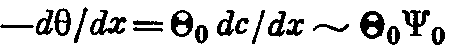 —dθ/dx = Θ₀ dc/dx ~ Θ₀Ψ₀